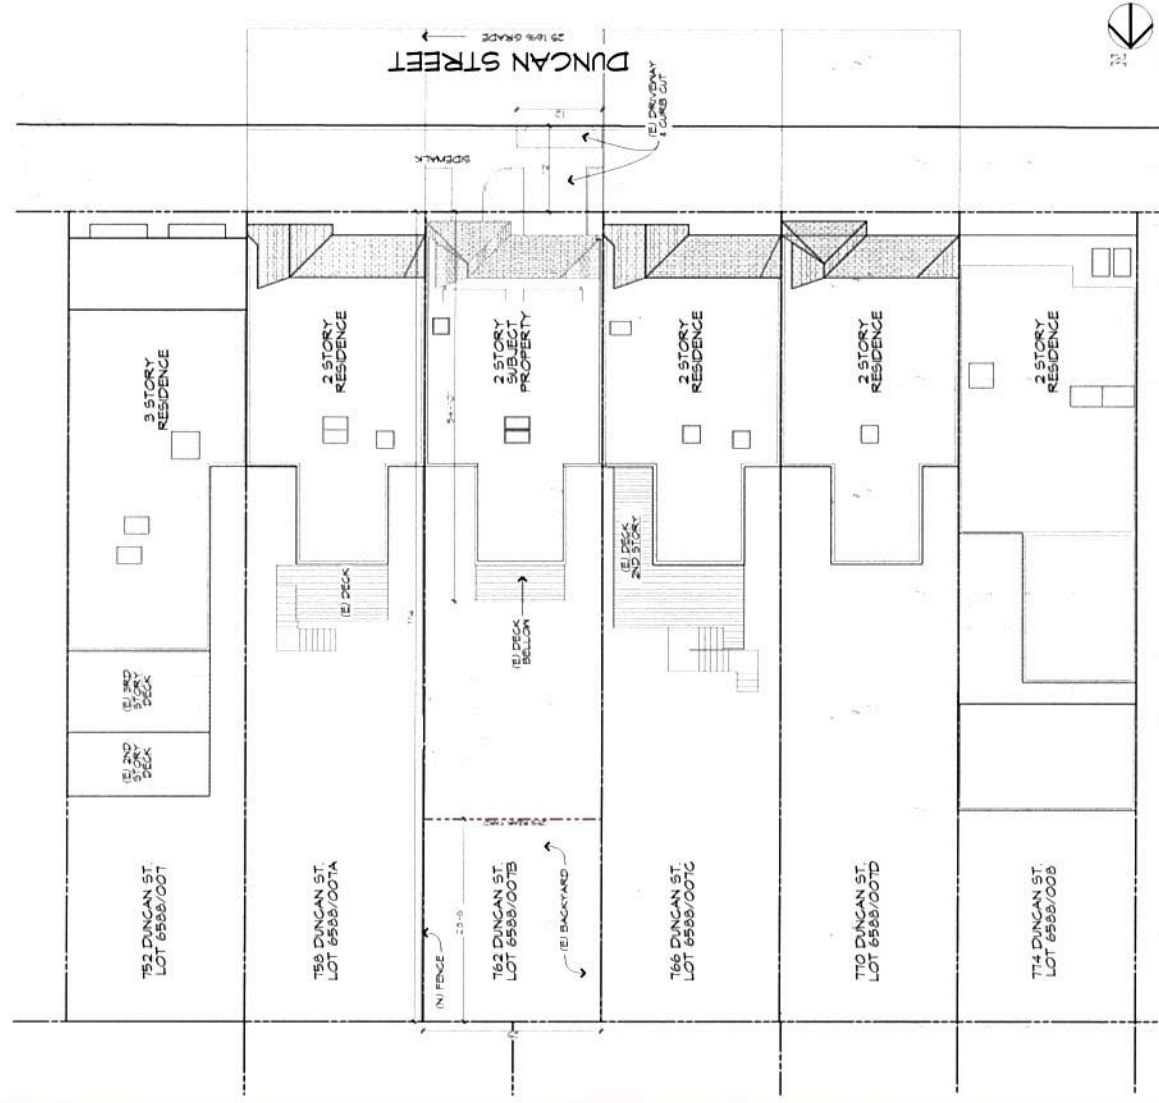 25.16% GRADE
DUNCAN STREET
N
(E) DRIVEWAY
& CURB CUT
12'
SIDEWALK
12'
3 STORY
RESIDENCE
2 STORY
RESIDENCE
2 STORY
SUBJECT
PROPERTY
2 STORY
RESIDENCE
2 STORY
RESIDENCE
2 STORY
RESIDENCE
(E) DECK
(E) DECK
BELLOW
(E) DECK
2ND STORY
(E) 3RD
STORY
DECK
(E) 2ND
STORY
DECK
752 DUNCAN ST.
LOT 6588/007
758 DUNCAN ST.
LOT 6588/007A
762 DUNCAN ST.
LOT 6588/007B
766 DUNCAN ST.
LOT 6588/007C
770 DUNCAN ST.
LOT 6588/007D
774 DUNCAN ST.
LOT 6588/008
(N) FENCE
(E) BACKYARD